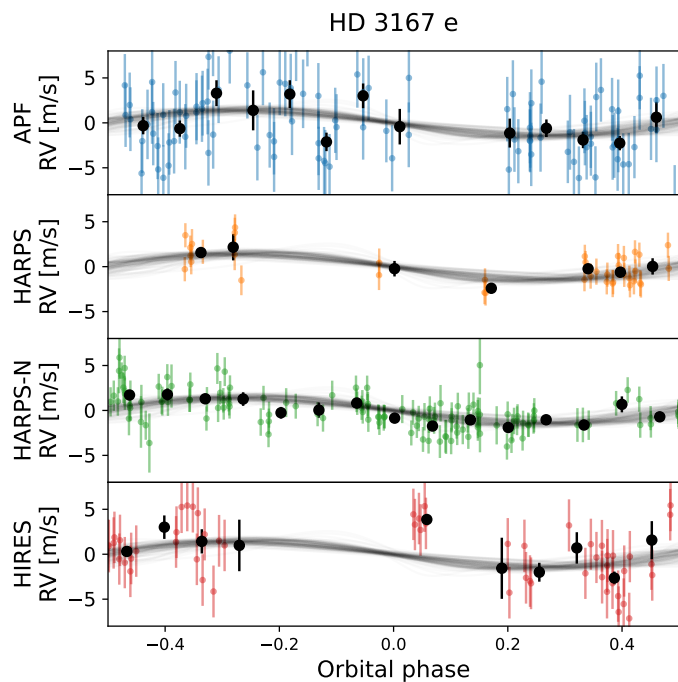 HD 3167 e
APF
RV [m/s]
5
0
−5
HARPS
RV [m/s]
5
0
−5
HARPS-N
RV [m/s]
5
0
−5
HIRES
RV [m/s]
5
0
−5
−0.4 −0.2 0.0 0.2 0.4
Orbital phase